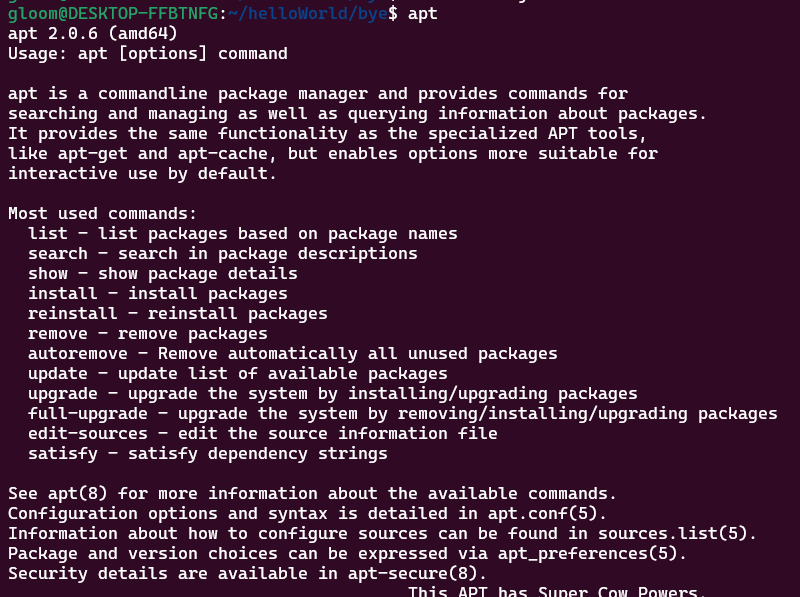 gloom@DESKTOP-FFBTNFG:~/helloWorld/bye$ apt
apt 2.0.6 (amd64)
Usage: apt [options] command

apt is a commandline package manager and provides commands for
searching and managing as well as querying information about packages.
It provides the same functionality as the specialized APT tools,
like apt-get and apt-cache, but enables options more suitable for
interactive use by default.

Most used commands:
  list - list packages based on package names
  search - search in package descriptions
  show - show package details
  install - install packages
  reinstall - reinstall packages
  remove - remove packages
  autoremove - Remove automatically all unused packages
  update - update list of available packages
  upgrade - upgrade the system by installing/upgrading packages
  full-upgrade - upgrade the system by removing/installing/upgrading packages
  edit-sources - edit the source information file
  satisfy - satisfy dependency strings

See apt(8) for more information about the available commands.
Configuration options and syntax is detailed in apt.conf(5).
Information about how to configure sources can be found in sources.list(5).
Package and version choices can be expressed via apt_preferences(5).
Security details are available in apt-secure(8).
                                        This APT has Super Cow Powers.